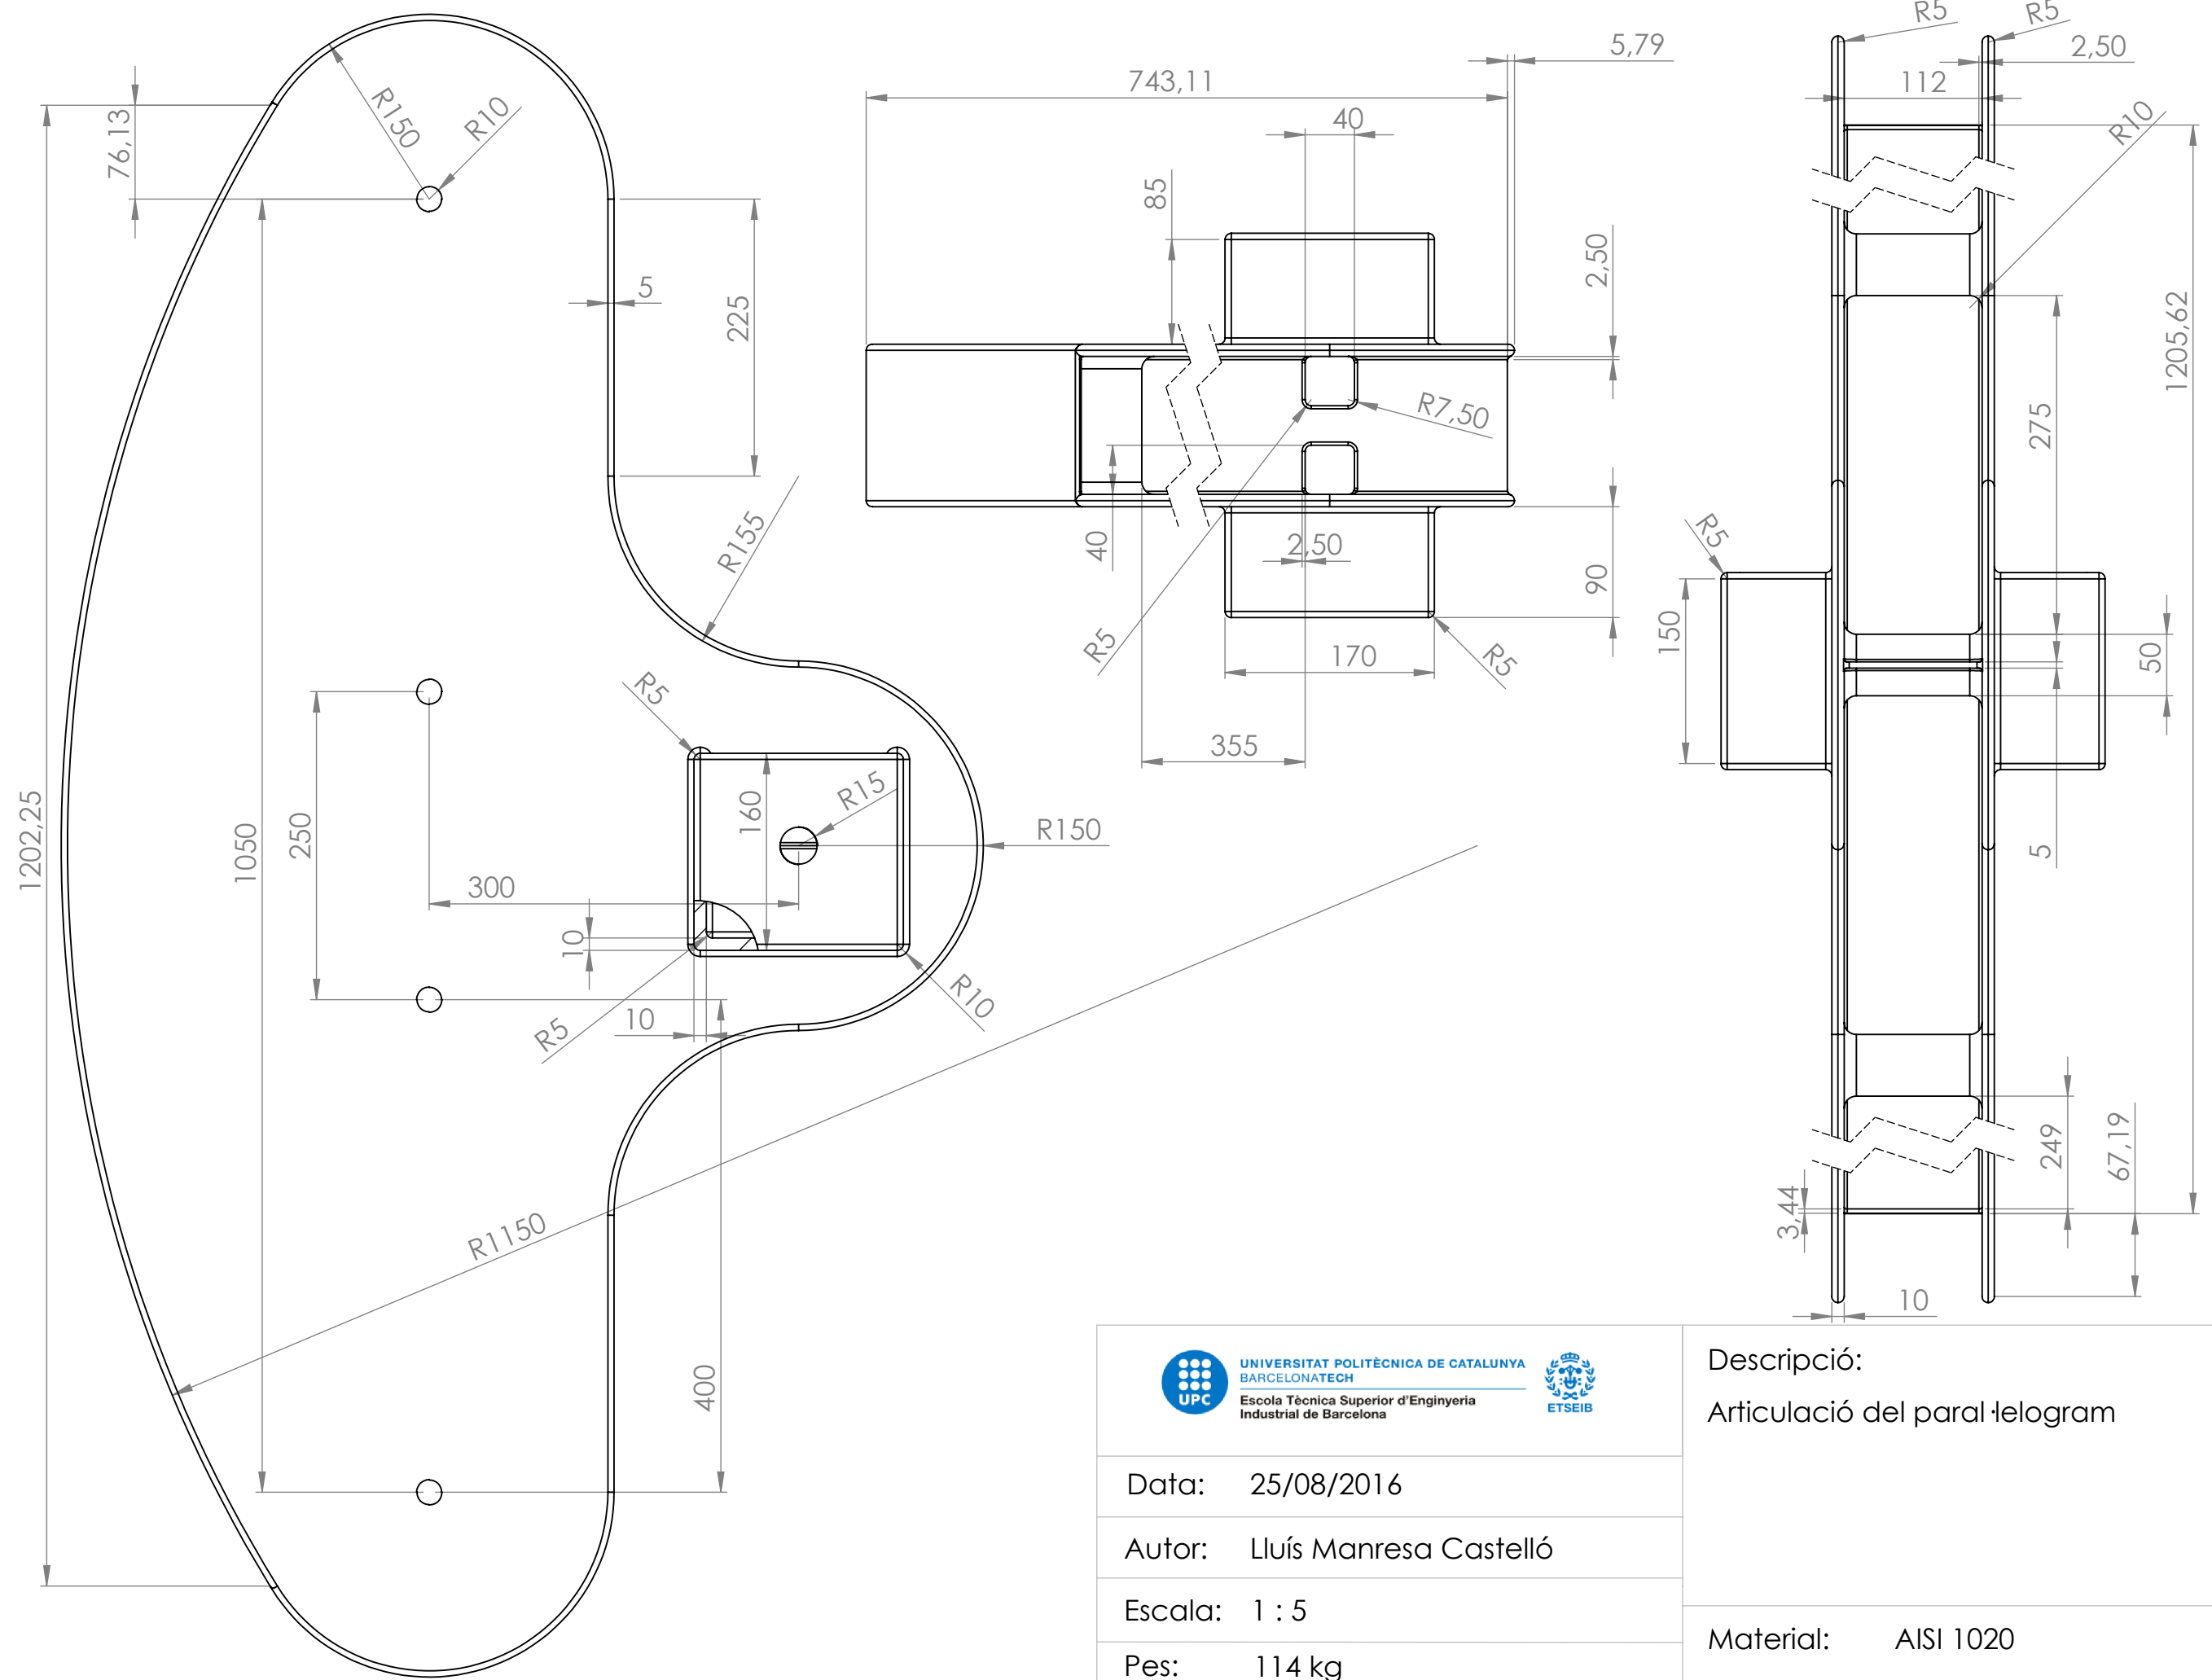 R150
R10
76,13
5
225
R155
R5
160
R15
R150
1202,25
1050
250
300
10
R5
10
R10
R1150
400
743,11
5,79
40
85
2,50
R7,50
40
2,50
R5
90
170
R5
355
R5
R5
2,50
112
R10
1205,62
275
R5
150
50
5
249
67,19
3,44
10
UPC
UNIVERSITAT POLITÈCNICA DE CATALUNYA
BARCELONATECH
Escola Tècnica Superior d'Enginyeria
Industrial de Barcelona
ETSEIB
Descripció:
Articulació del paral·lelogram
Data: 25/08/2016
Autor: Lluís Manresa Castelló
Escala: 1 : 5
Pes: 114 kg
Material: AISI 1020